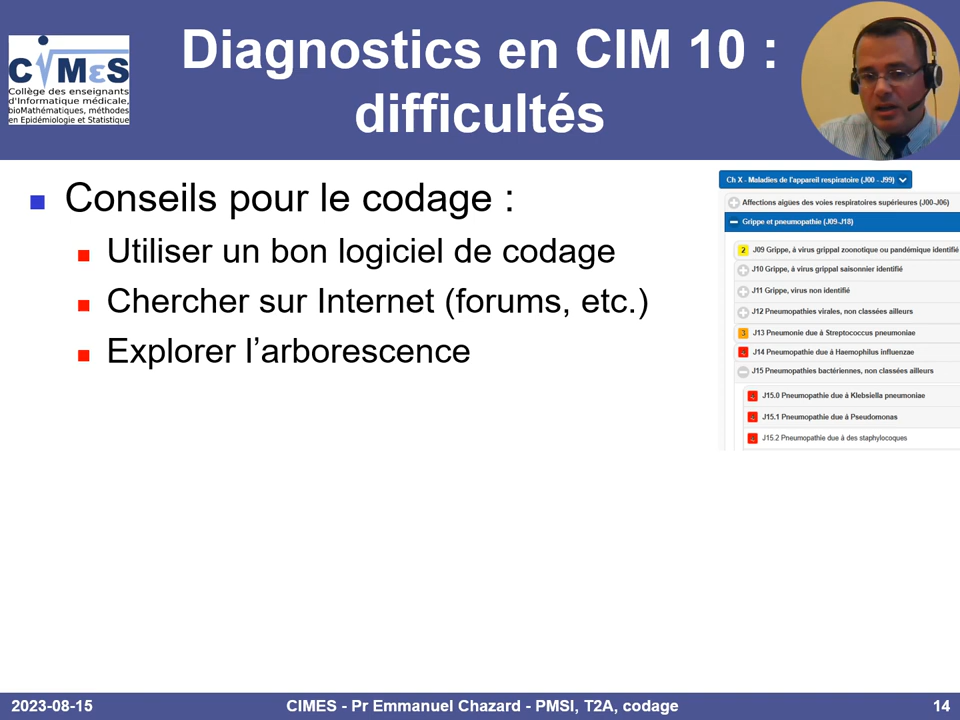 Diagnostics en CIM 10 :
difficultés
CiMεS
Collège des enseignants
d'Informatique médicale,
bioMathématiques, méthodes
en Epidémiologie et Statistique
Conseils pour le codage :
Utiliser un bon logiciel de codage
Chercher sur Internet (forums, etc.)
Explorer l'arborescence
Ch X - Maladies de l'appareil respiratoire (J00 - J99)
Affections aigües des voies respiratoires supérieures (J00-J06)
Grippe et pneumopathie (J09-J18)
2 J09 Grippe, à virus grippal zoonotique ou pandémique identifié
J10 Grippe, à virus grippal saisonnier identifié
J11 Grippe, virus non identifié
J12 Pneumopathies virales, non classées ailleurs
3 J13 Pneumonie due à Streptococcus pneumoniae
4 J14 Pneumopathie due à Haemophilus influenzae
J15 Pneumopathies bactériennes, non classées ailleurs
4 J15.0 Pneumopathie due à Klebsiella pneumoniae
4 J15.1 Pneumopathie due à Pseudomonas
4 J15.2 Pneumopathie due à des staphylocoques
2023-08-15
CIMES - Pr Emmanuel Chazard - PMSI, T2A, codage
14